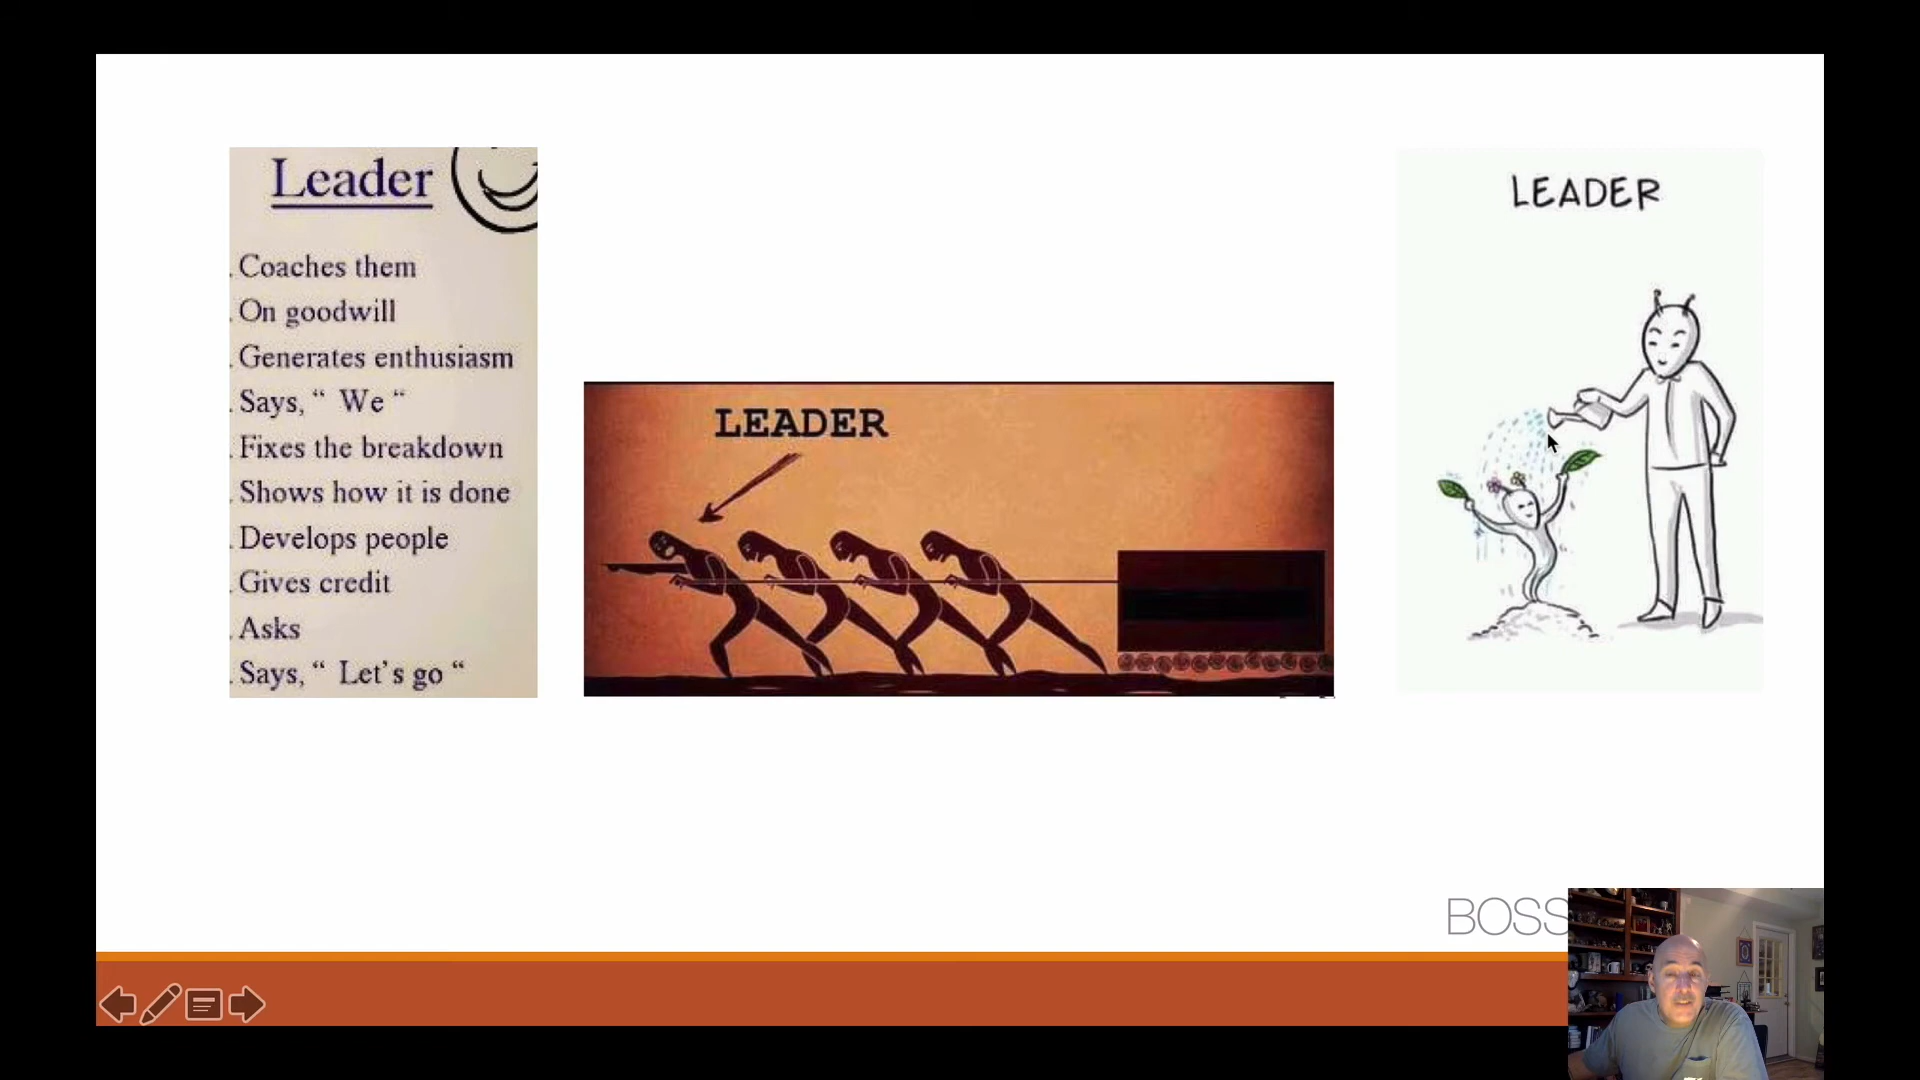 Leader
. Coaches them
. On goodwill
. Generates enthusiasm
. Says, “ We “
. Fixes the breakdown
. Shows how it is done
. Develops people
. Gives credit
. Asks
. Says, “ Let’s go “
LEADER
LEADER
BOSS